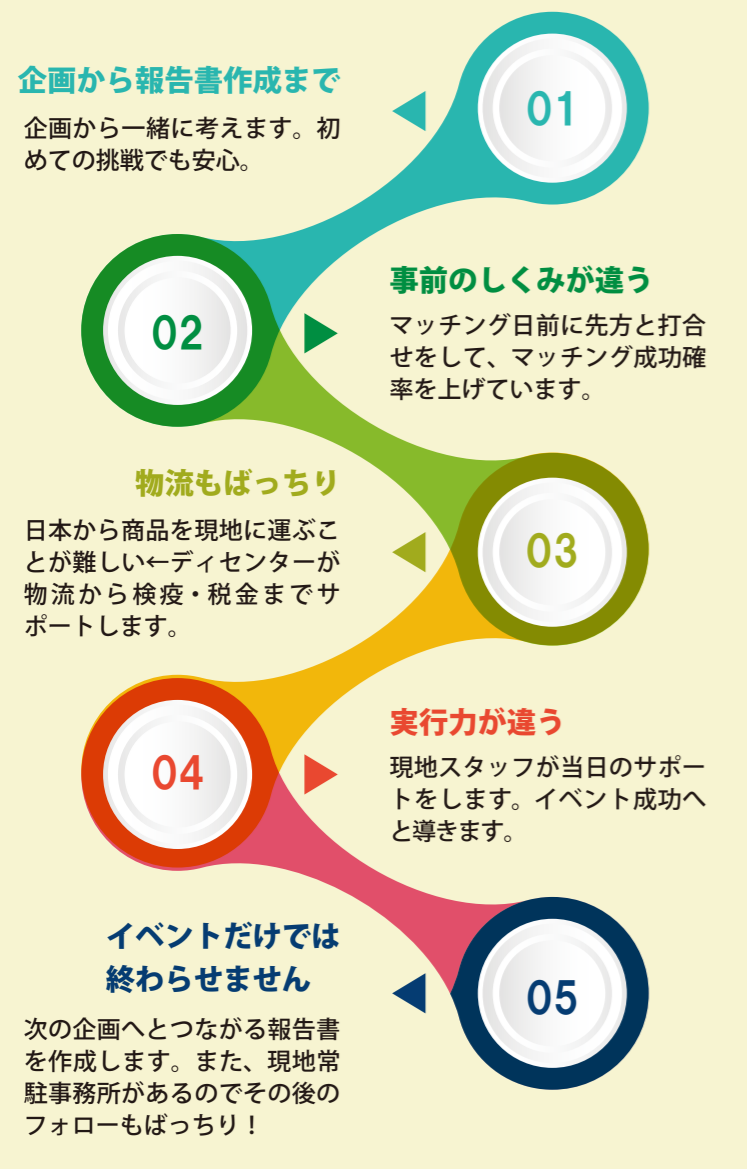 企画から報告書作成まで
企画から一緒に考えます。初
めての挑戦でも安心。
01
02
事前のしくみが違う
マッチング日前に先方と打合
せをして、マッチング成功確
率を上げています。
物流もばっちり
日本から商品を現地に運ぶこ
とが難しい←ディセンターが
物流から検疫・税金までサ
ポートします。
03
04
実行力が違う
現地スタッフが当日のサポー
トをします。イベント成功へ
と導きます。
イベントだけでは
終わらせません
次の企画へとつながる報告書
を作成します。また、現地常
駐事務所があるのでその後の
フォローもばっちり！
05